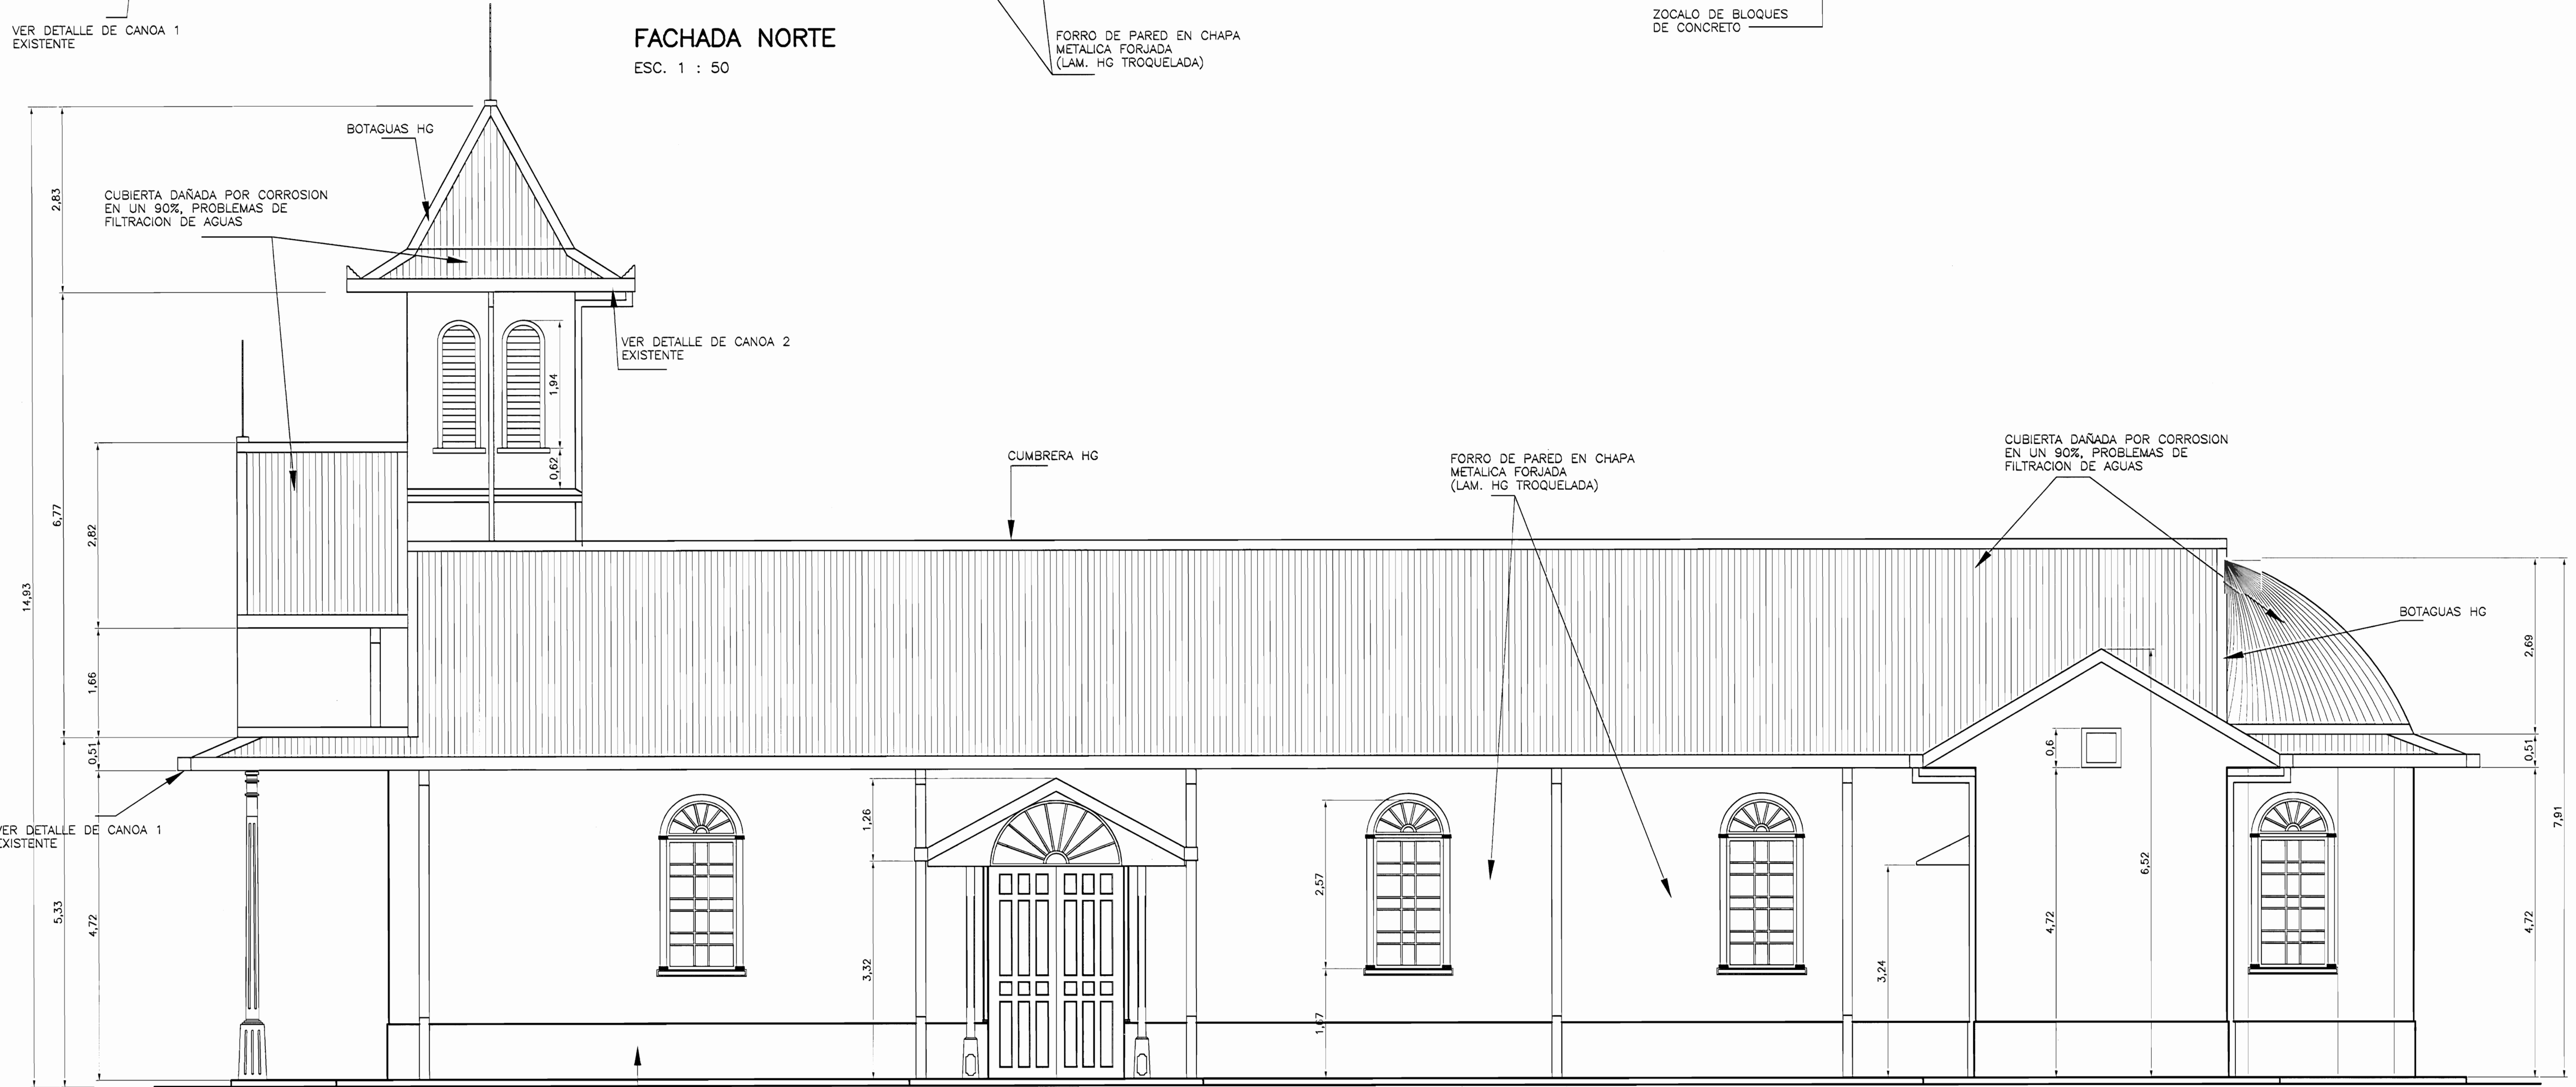 VER DETALLE DE CANOA 1
EXISTENTE
FACHADA NORTE
ESC. 1 : 50
FORRO DE PARED EN CHAPA
METALICA FORJADA
(LAM. HG TROQUELADA)
ZOCALO DE BLOQUES
DE CONCRETO
BOTAGUAS HG
CUBIERTA DAÑADA POR CORROSION
EN UN 90%, PROBLEMAS DE
FILTRACION DE AGUAS
2,83
VER DETALLE DE CANOA 2
EXISTENTE
1,94
0,62
CUMBRERA HG
FORRO DE PARED EN CHAPA
METALICA FORJADA
(LAM. HG TROQUELADA)
CUBIERTA DAÑADA POR CORROSION
EN UN 90%, PROBLEMAS DE
FILTRACION DE AGUAS
BOTAGUAS HG
14,93
6,77
2,82
1,66
0,51
5,33
4,72
VER DETALLE DE CANOA 1
EXISTENTE
1,26
3,32
2,57
1,67
3,24
0,6
4,72
6,52
2,69
0,51
4,72
7,91